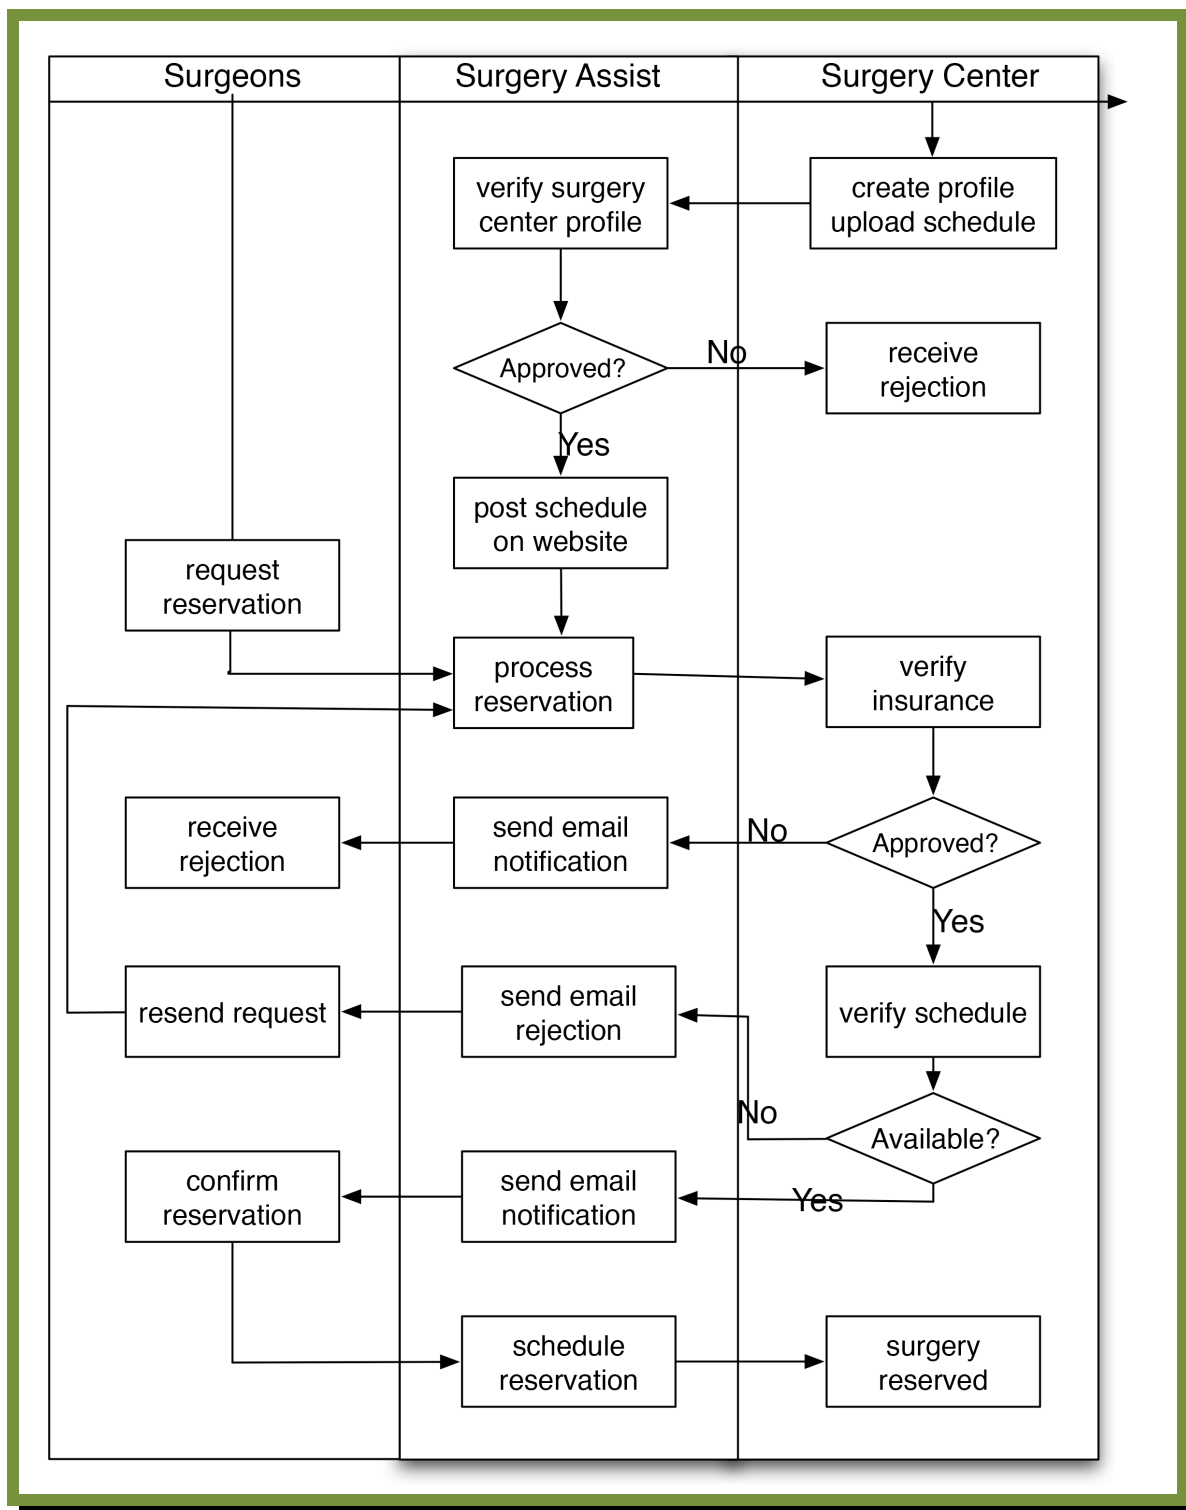 Surgeons
Surgery Assist
Surgery Center
verify surgery
center profile
create profile
upload schedule
Approved?
No
receive
rejection
Yes
post schedule
on website
request
reservation
process
reservation
verify
insurance
receive
rejection
send email
notification
No
Approved?
Yes
resend request
send email
rejection
verify schedule
No
Available?
confirm
reservation
send email
notification
Yes
schedule
reservation
surgery
reserved